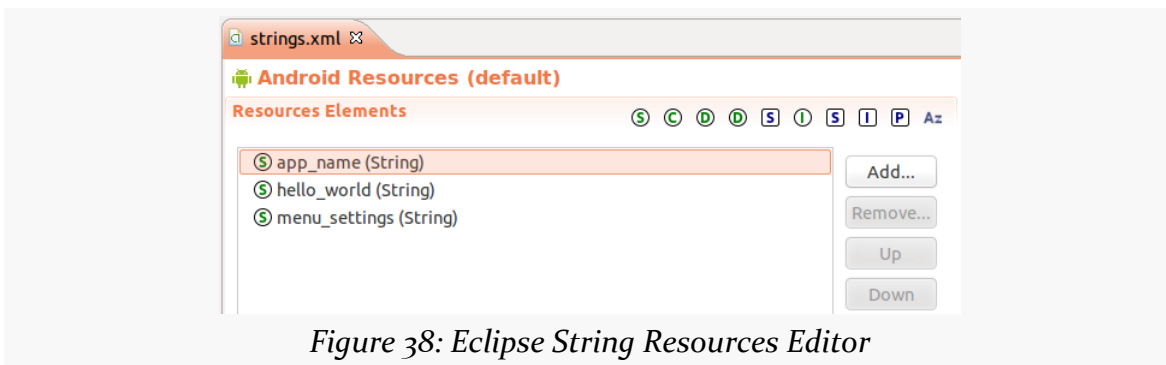 strings.xml
Android Resources (default)
Resources Elements
S C D D S I S I P Az
S app_name (String)
S hello_world (String)
S menu_settings (String)
Add...
Remove...
Up
Down
Figure 38: Eclipse String Resources Editor